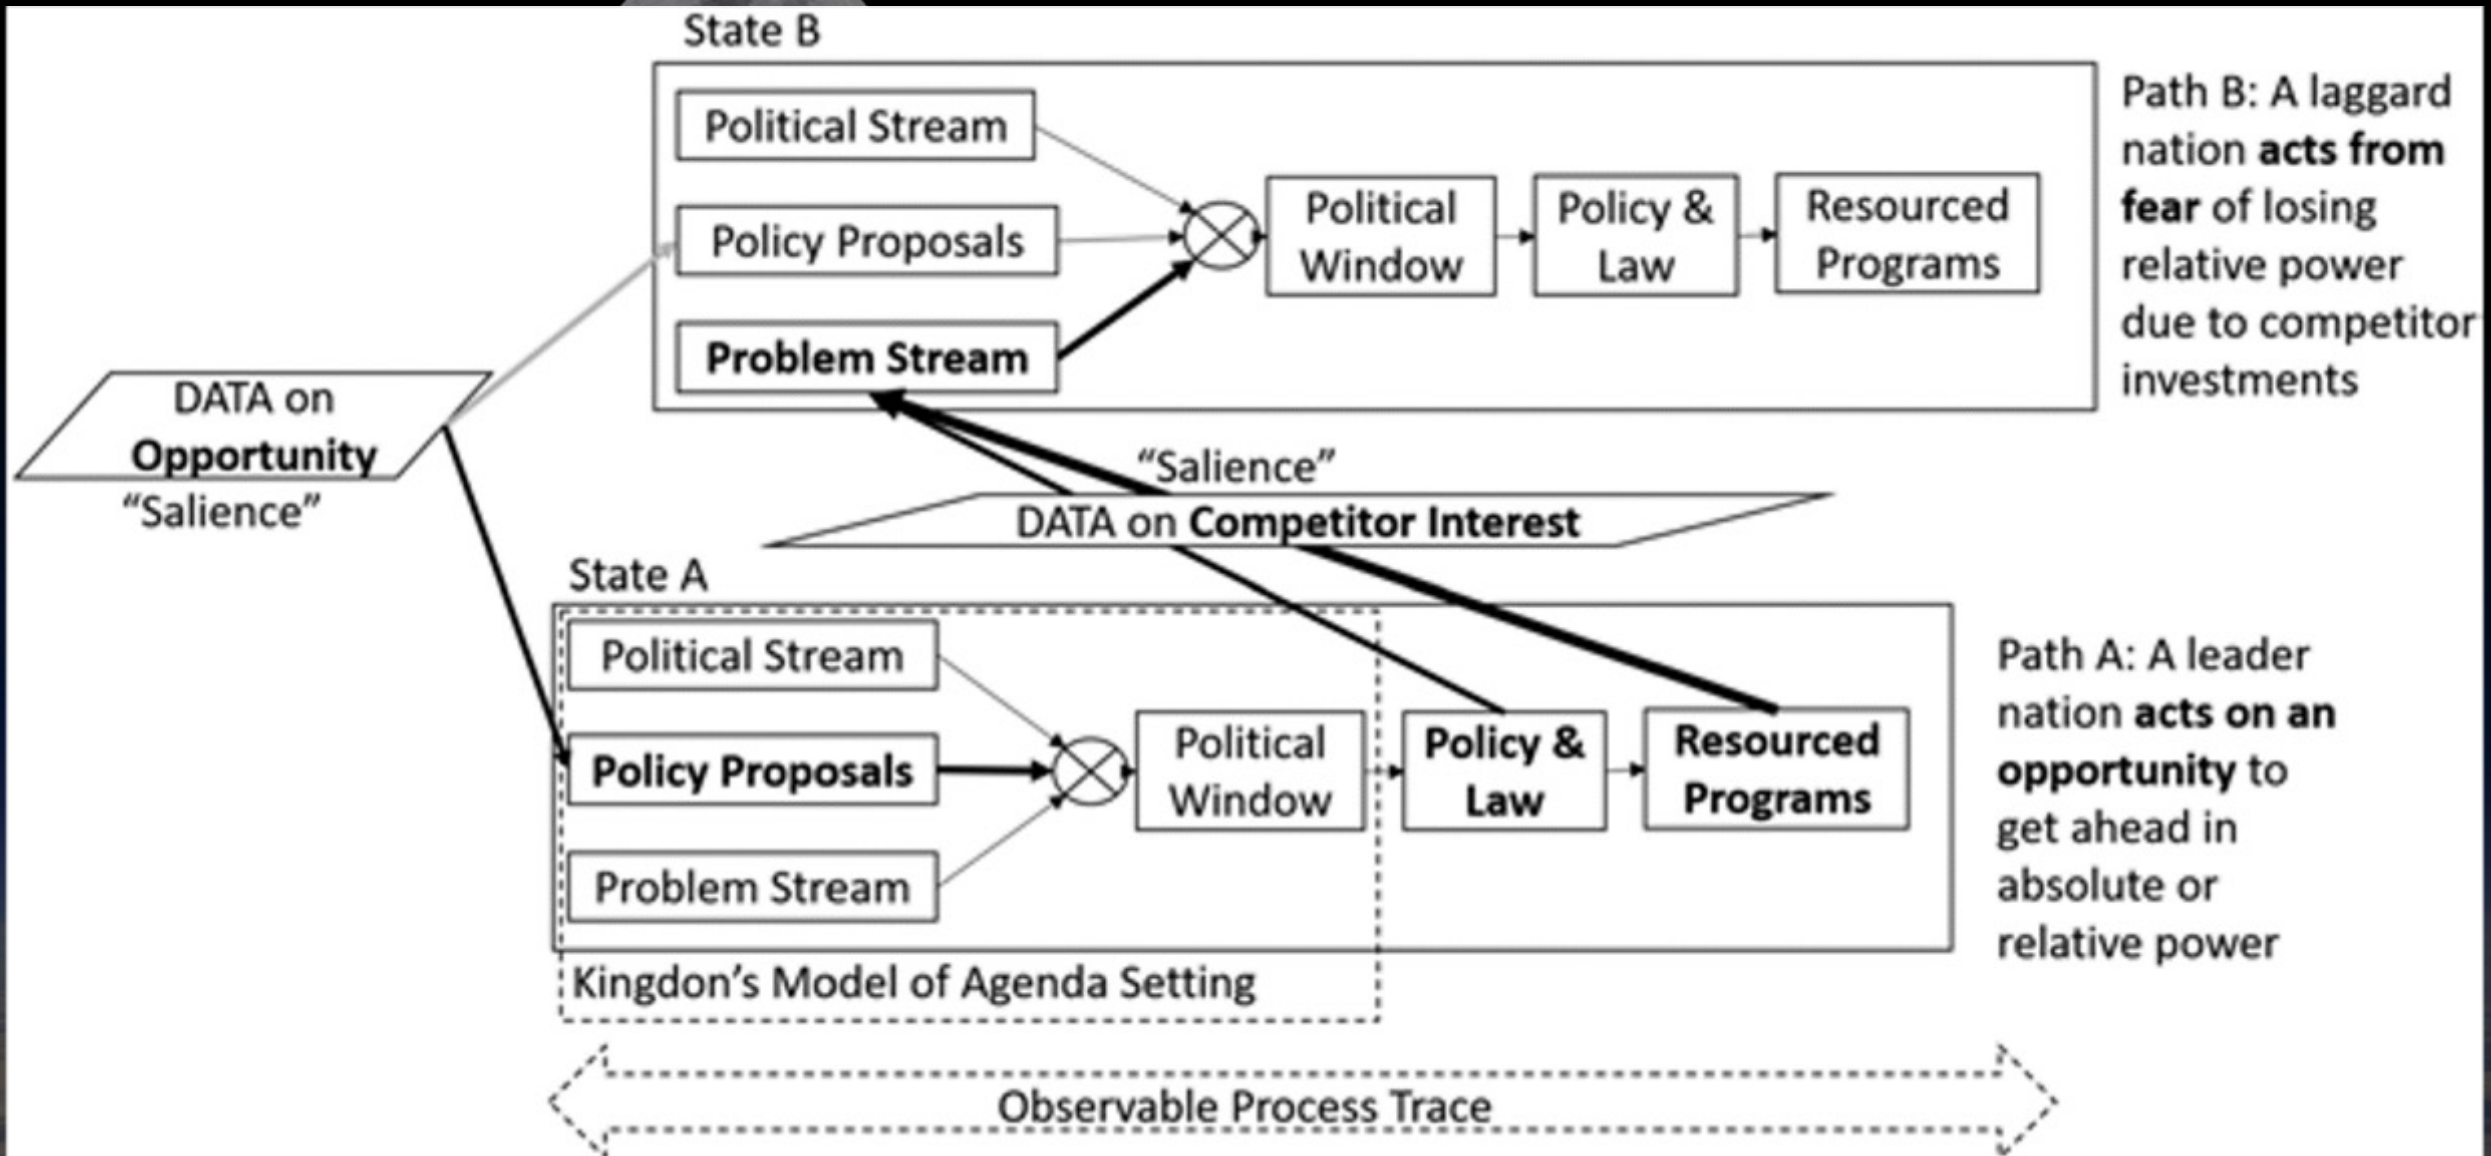 State B
Political Stream
Policy Proposals
Problem Stream
Political
Window
Policy &
Law
Resourced
Programs
Path B: A laggard
nation acts from
fear of losing
relative power
due to competitor
investments
DATA on
Opportunity
“Salience”
“Salience”
DATA on Competitor Interest
State A
Political Stream
Policy Proposals
Problem Stream
Political
Window
Policy &
Law
Resourced
Programs
Path A: A leader
nation acts on an
opportunity to
get ahead in
absolute or
relative power
Kingdon’s Model of Agenda Setting
Observable Process Trace